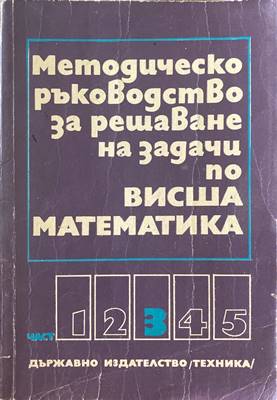 Методическо
ръководство
за решаване
на задачи
по
ВИСША
МАТЕМАТИКА
ЧАСТ 1 2 3 4 5
ДЪРЖАВНО ИЗДАТЕЛСТВО /ТЕХНИКА/